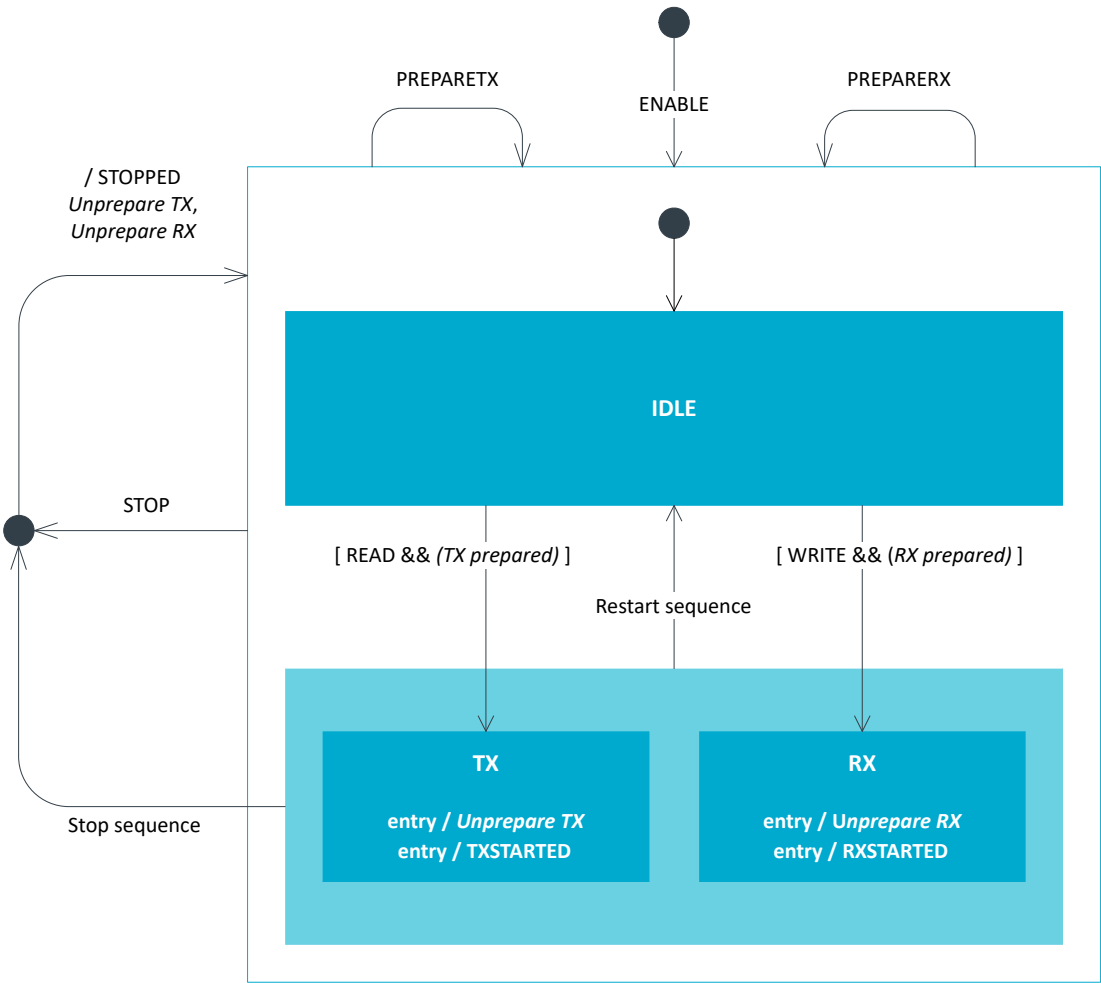 PREPARETX
PREPARERX
ENABLE
/ STOPPED
Unprepare TX,
Unprepare RX
IDLE
STOP
[ READ && (TX prepared) ]
[ WRITE && (RX prepared) ]
Restart sequence
TX
entry / Unprepare TX
entry / TXSTARTED
RX
entry / Unprepare RX
entry / RXSTARTED
Stop sequence